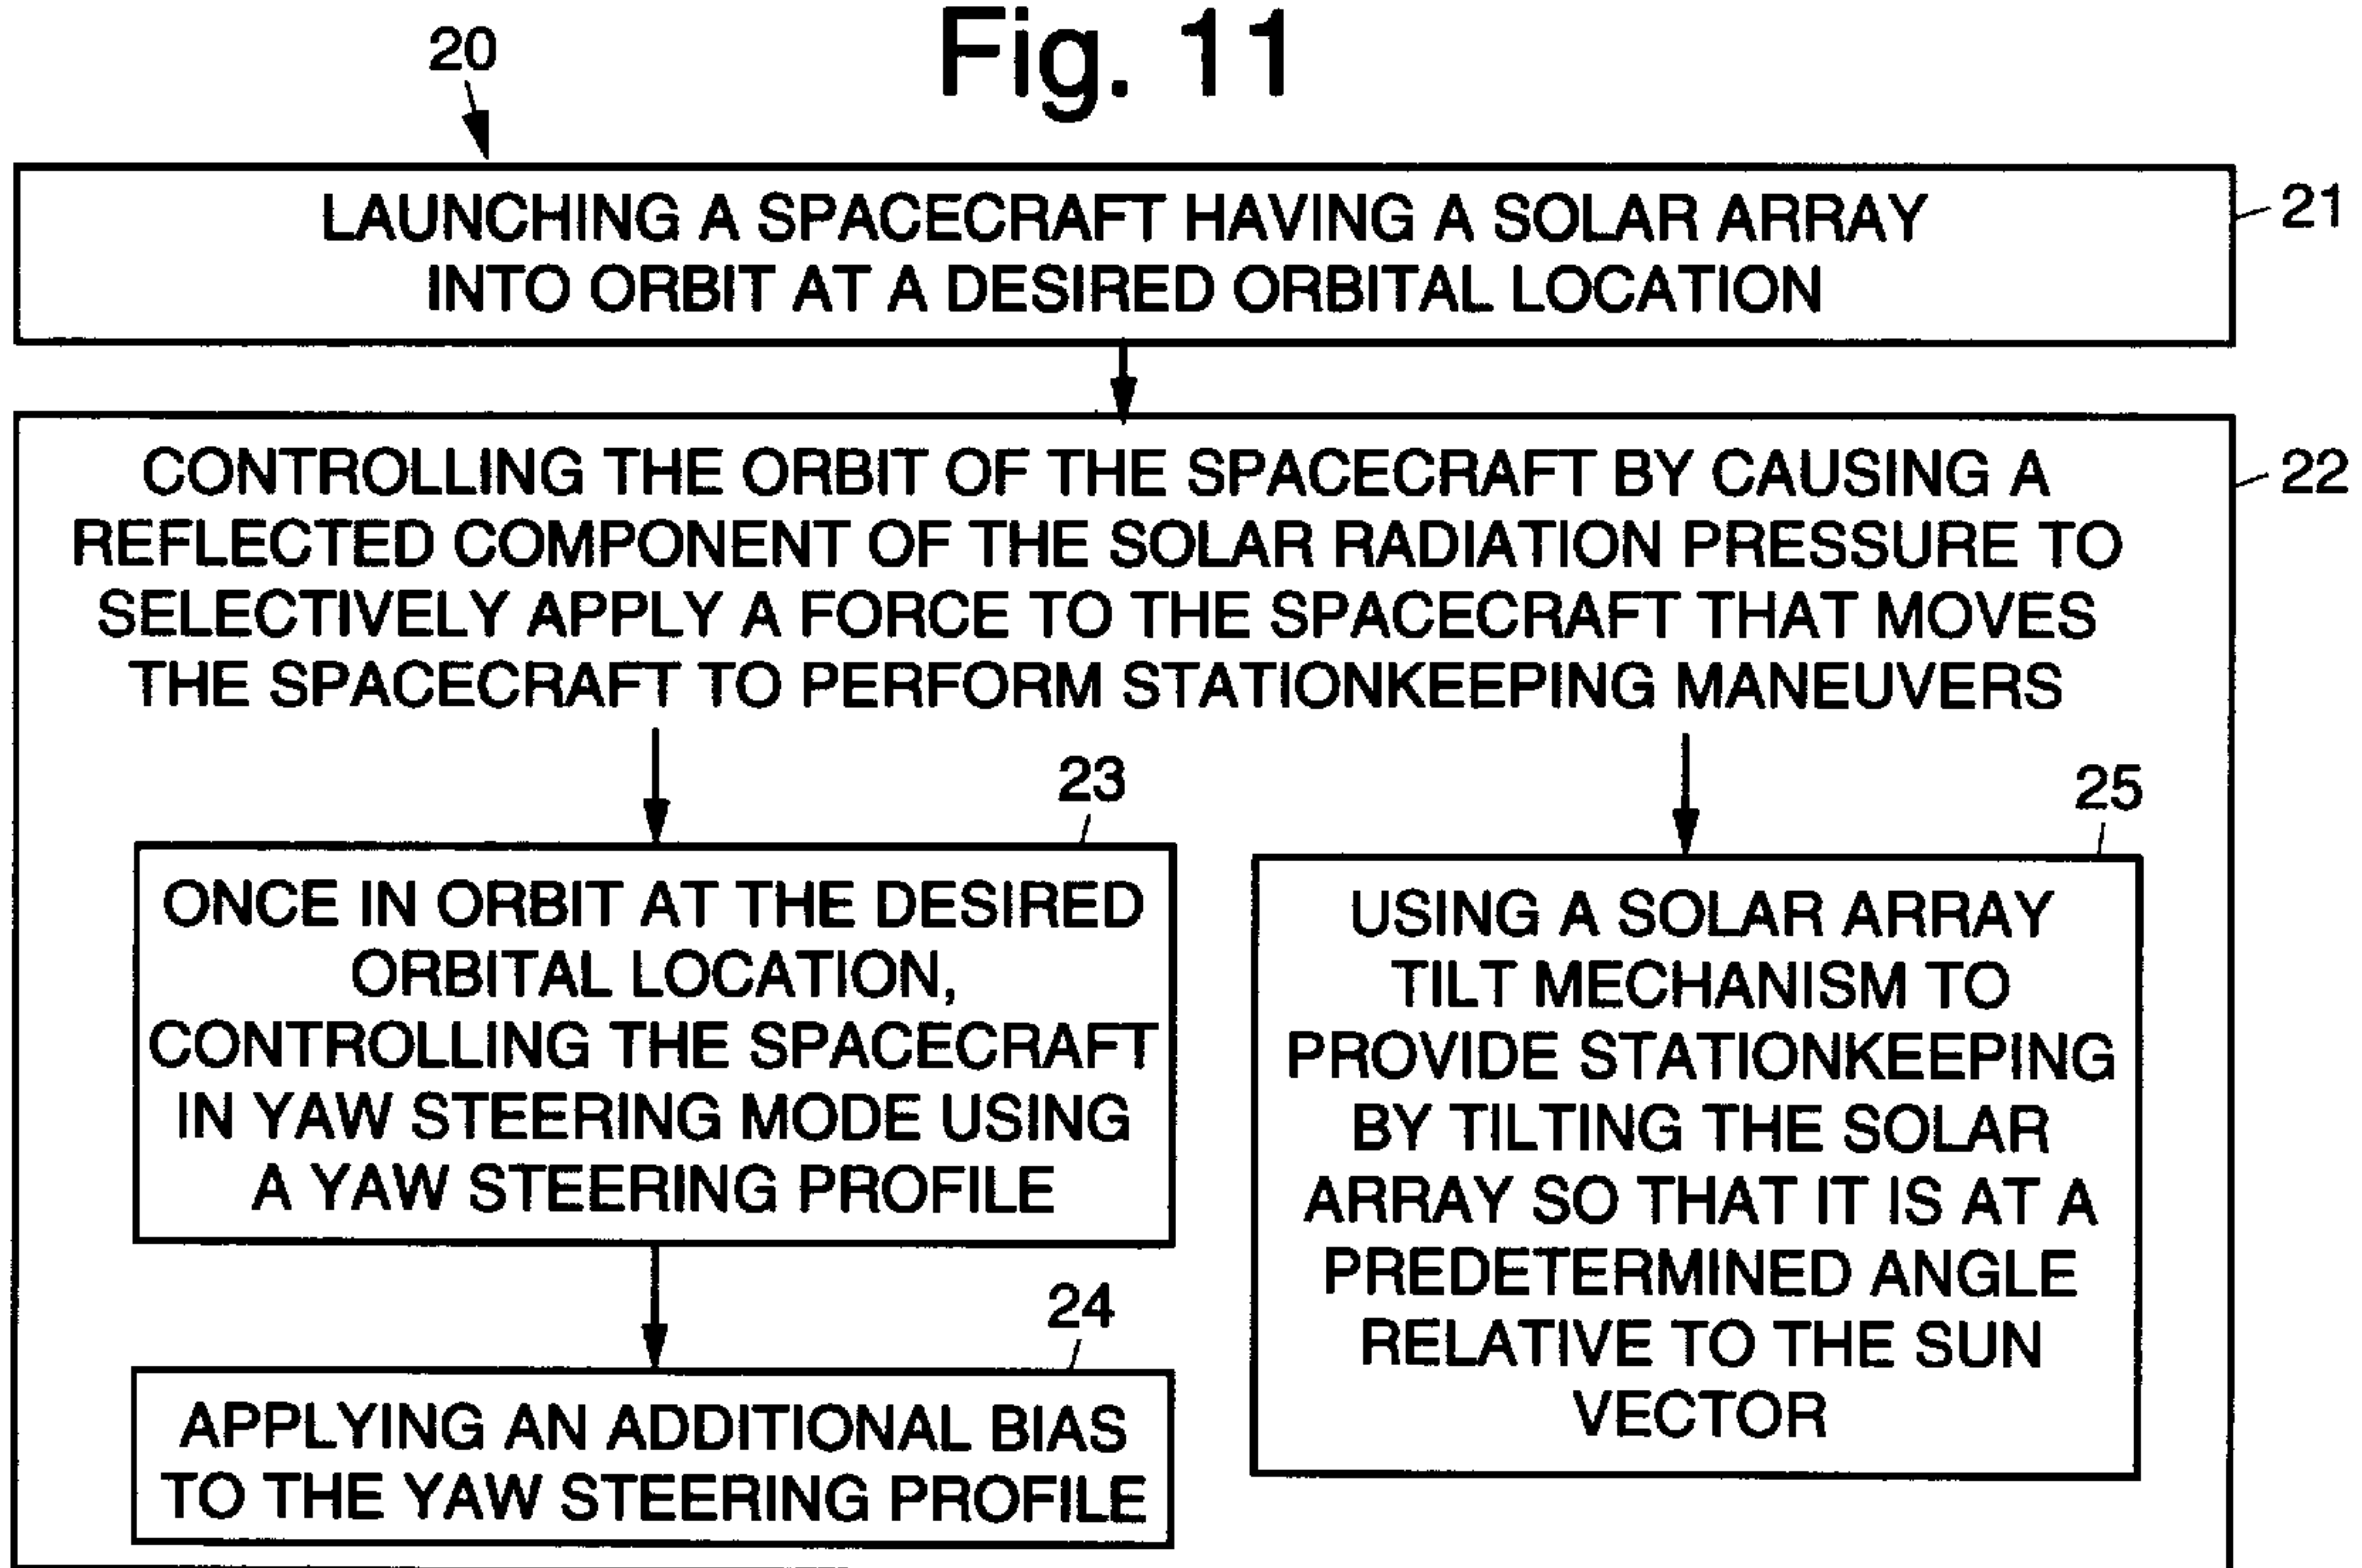 Fig. 11
20
LAUNCHING A SPACECRAFT HAVING A SOLAR ARRAY
INTO ORBIT AT A DESIRED ORBITAL LOCATION
21
CONTROLLING THE ORBIT OF THE SPACECRAFT BY CAUSING A
REFLECTED COMPONENT OF THE SOLAR RADIATION PRESSURE TO
SELECTIVELY APPLY A FORCE TO THE SPACECRAFT THAT MOVES
THE SPACECRAFT TO PERFORM STATIONKEEPING MANEUVERS
22
23
ONCE IN ORBIT AT THE DESIRED
ORBITAL LOCATION,
CONTROLLING THE SPACECRAFT
IN YAW STEERING MODE USING
A YAW STEERING PROFILE
24
APPLYING AN ADDITIONAL BIAS
TO THE YAW STEERING PROFILE
25
USING A SOLAR ARRAY
TILT MECHANISM TO
PROVIDE STATIONKEEPING
BY TILTING THE SOLAR
ARRAY SO THAT IT IS AT A
PREDETERMINED ANGLE
RELATIVE TO THE SUN
VECTOR